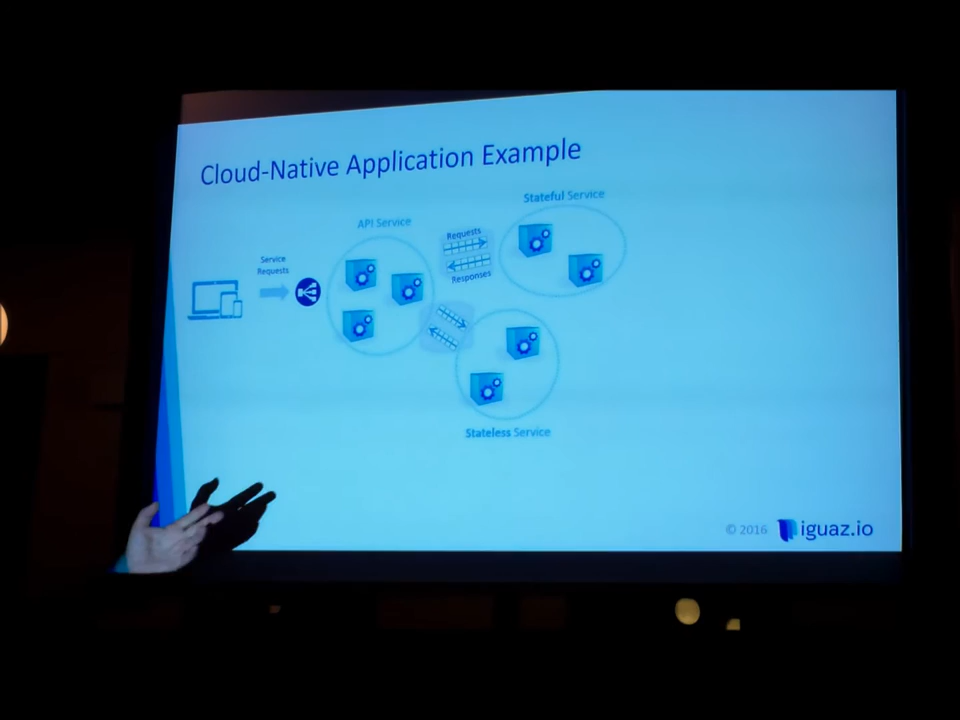 Cloud-Native Application Example
Stateful Service
API Service
Requests
Responses
Service
Requests
Stateless Service
© 2016 iguaz.io